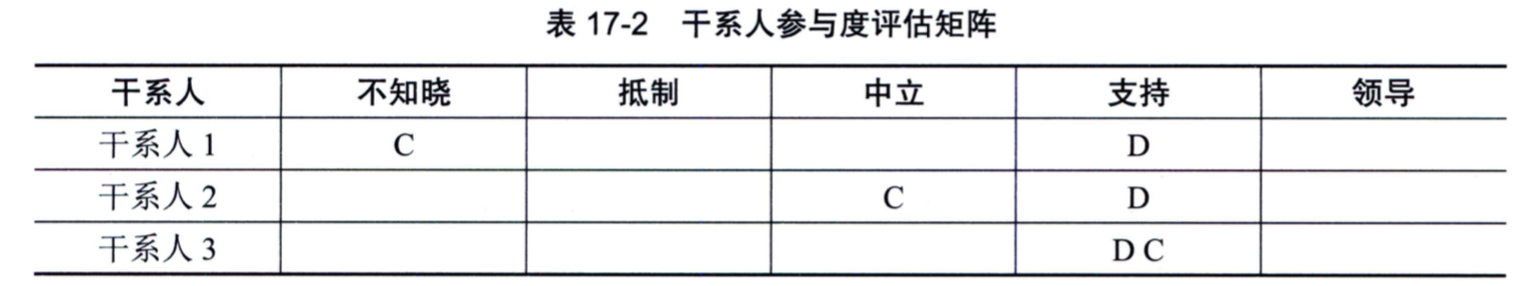 表 17-2 干系人参与度评估矩阵
干系人 不知晓 抵制 中立 支持 领导
干系人 1 C D
干系人 2 C D
干系人 3 D C